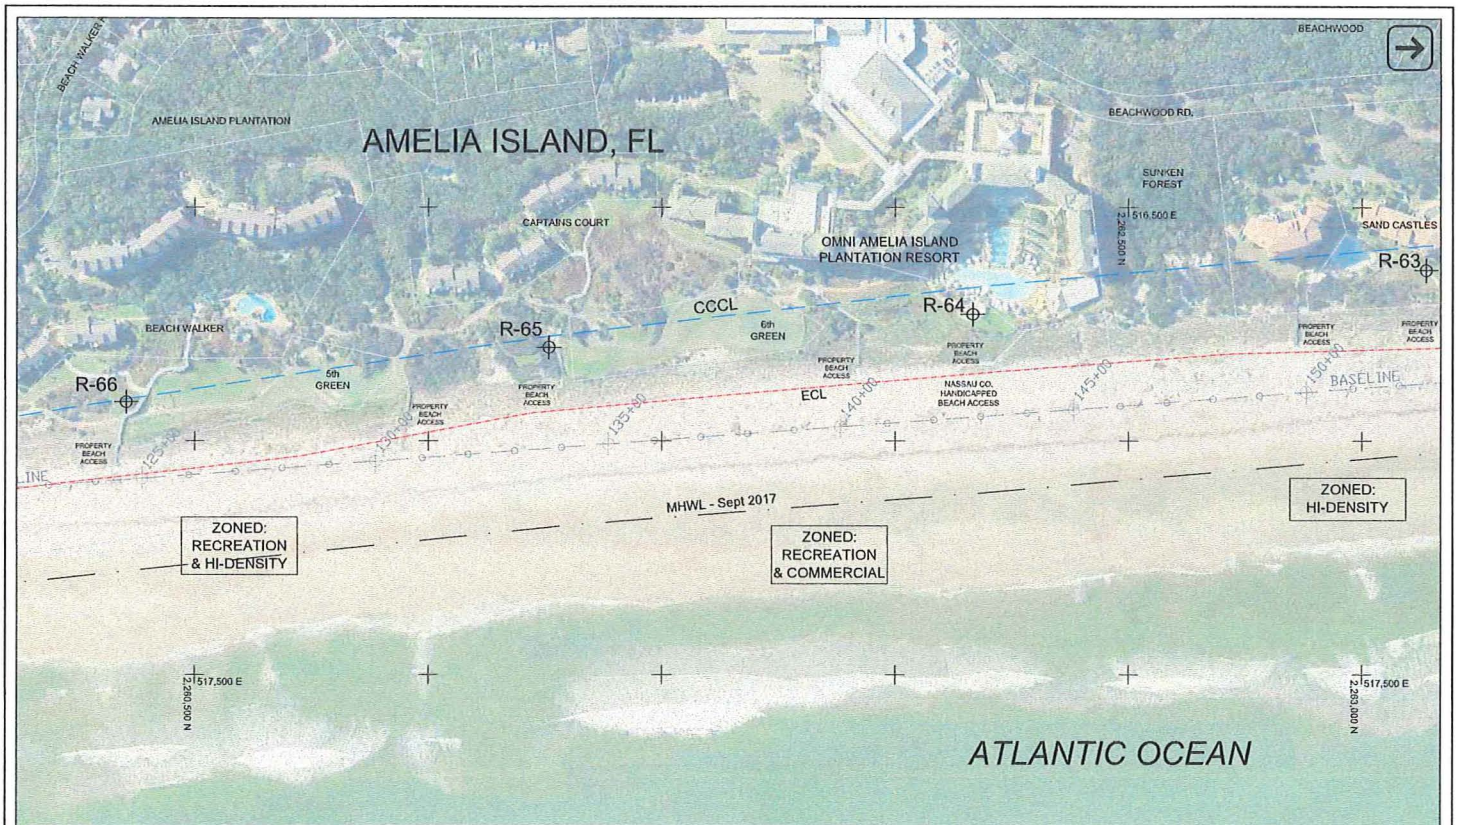 BEACHWOOD
BEACH WALKER
AMELIA ISLAND PLANTATION
AMELIA ISLAND, FL
BEACHWOOD RD.
SUNKEN
FOREST
516,500 E
2,262,500 N
CAPTAINS COURT
SAND CASTLES
OMNI AMELIA ISLAND
PLANTATION RESORT
R-63
R-64
CCCL
R-65
6th
GREEN
BEACH WALKER
R-66
5th
GREEN
PROPERTY
BEACH
ACCESS
PROPERTY
BEACH
ACCESS
PROPERTY
BEACH
ACCESS
PROPERTY
BEACH
ACCESS
PROPERTY
BEACH
ACCESS
PROPERTY
BEACH
ACCESS
PROPERTY
BEACH
ACCESS
NASSAU CO.
HANDICAPPED
BEACH ACCESS
ECL
125+00
130+00
135+00
140+00
145+00
150+00
BASELINE
LINE
MHWL - Sept 2017
ZONED:
RECREATION
& HI-DENSITY
ZONED:
RECREATION
& COMMERCIAL
ZONED:
HI-DENSITY
517,500 E
2,260,500 N
517,500 E
2,263,000 N
ATLANTIC OCEAN